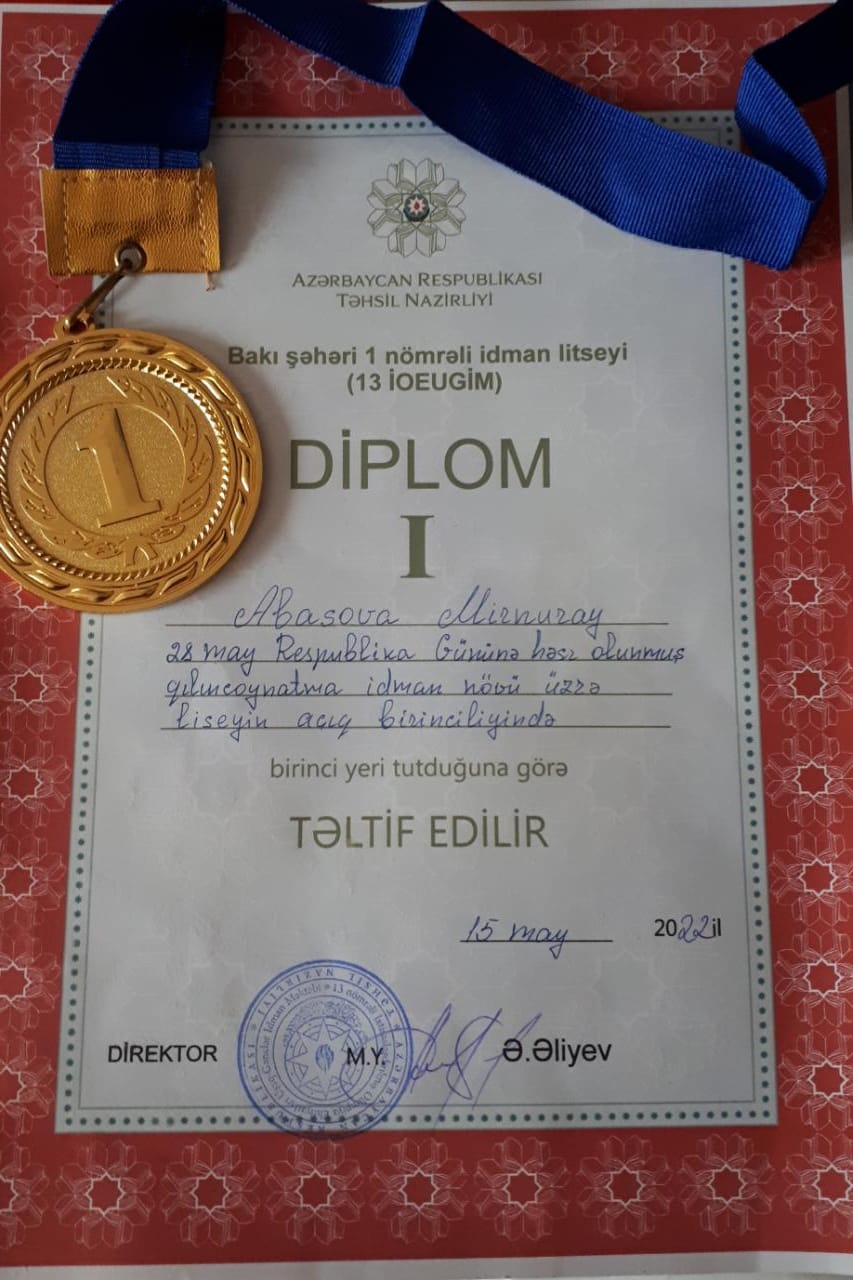 AZƏRBAYCAN RESPUBLİKASI
TƏHSİL NAZİRLİYİ
Bakı şəhəri 1 nömrəli idman litseyi
(13 İOEUGİM)
DİPLOM
I
1
Abasova Mirnuray
28 may Respublika Gününə həsr olunmuş
qılıncoynatma idman növü üzrə
liseyin açıq birinciliyində
birinci yeri tutduğuna görə
TƏLTİF EDİLİR
15 may 2022il
DİREKTOR M.Y. Ə.Əliyev